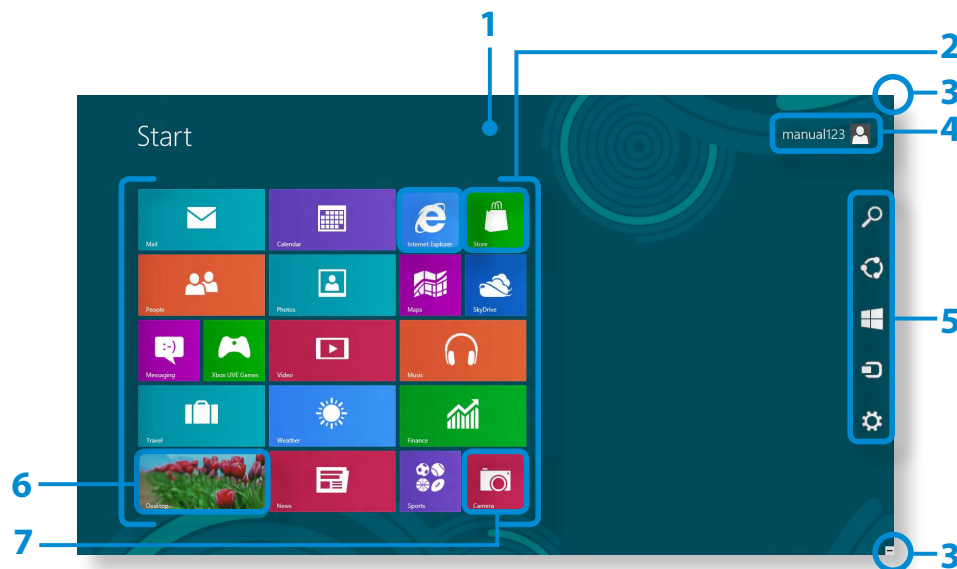 1
2
3
Start
manual123
4
Mail
Calendar
Internet Explorer
Store
People
Photos
Maps
SkyDrive
5
Messaging
Xbox LIVE Games
Video
Music
Travel
Weather
Finance
6
Desktop
News
Sports
Camera
7
3